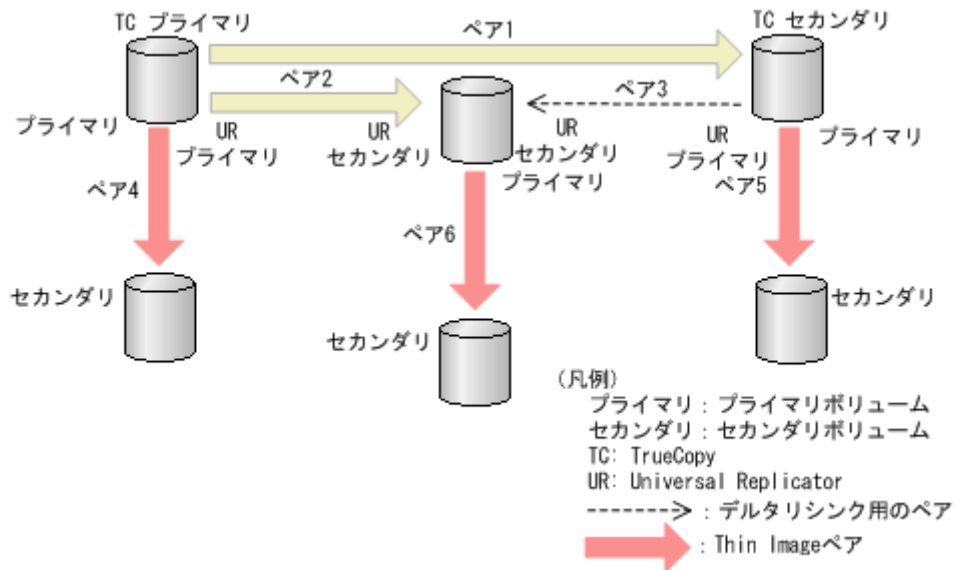 TC プライマリ
ペア1
TC セカンダリ
ペア2
ペア3
プライマリ
UR
プライマリ
UR
セカンダリ
UR
セカンダリ
プライマリ
UR
プライマリ
プライマリ
ペア4
ペア5
ペア6
セカンダリ
セカンダリ
セカンダリ
(凡例)
プライマリ：プライマリボリューム
セカンダリ：セカンダリボリューム
TC: TrueCopy
UR: Universal Replicator
：デルタリシンク用のペア
：Thin Imageペア